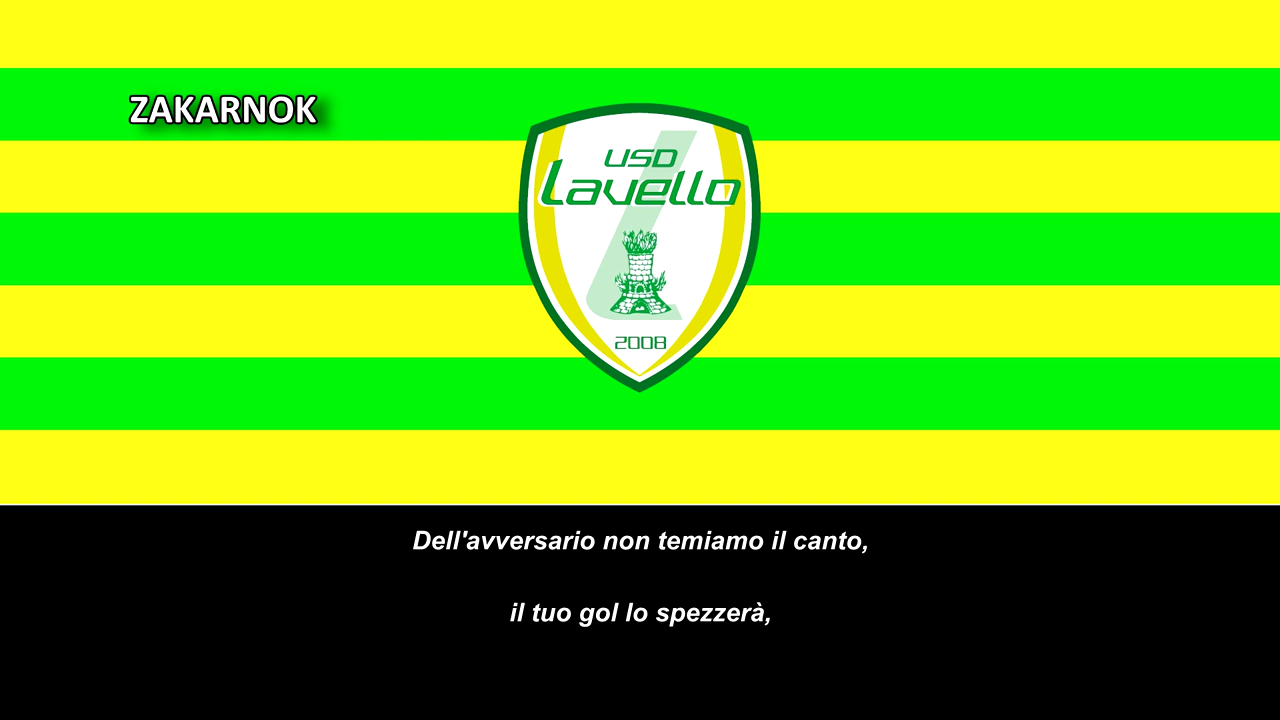 ZAKARNOK
USD
Lavello
2008
Dell'avversario non temiamo il canto,
il tuo gol lo spezzerà,